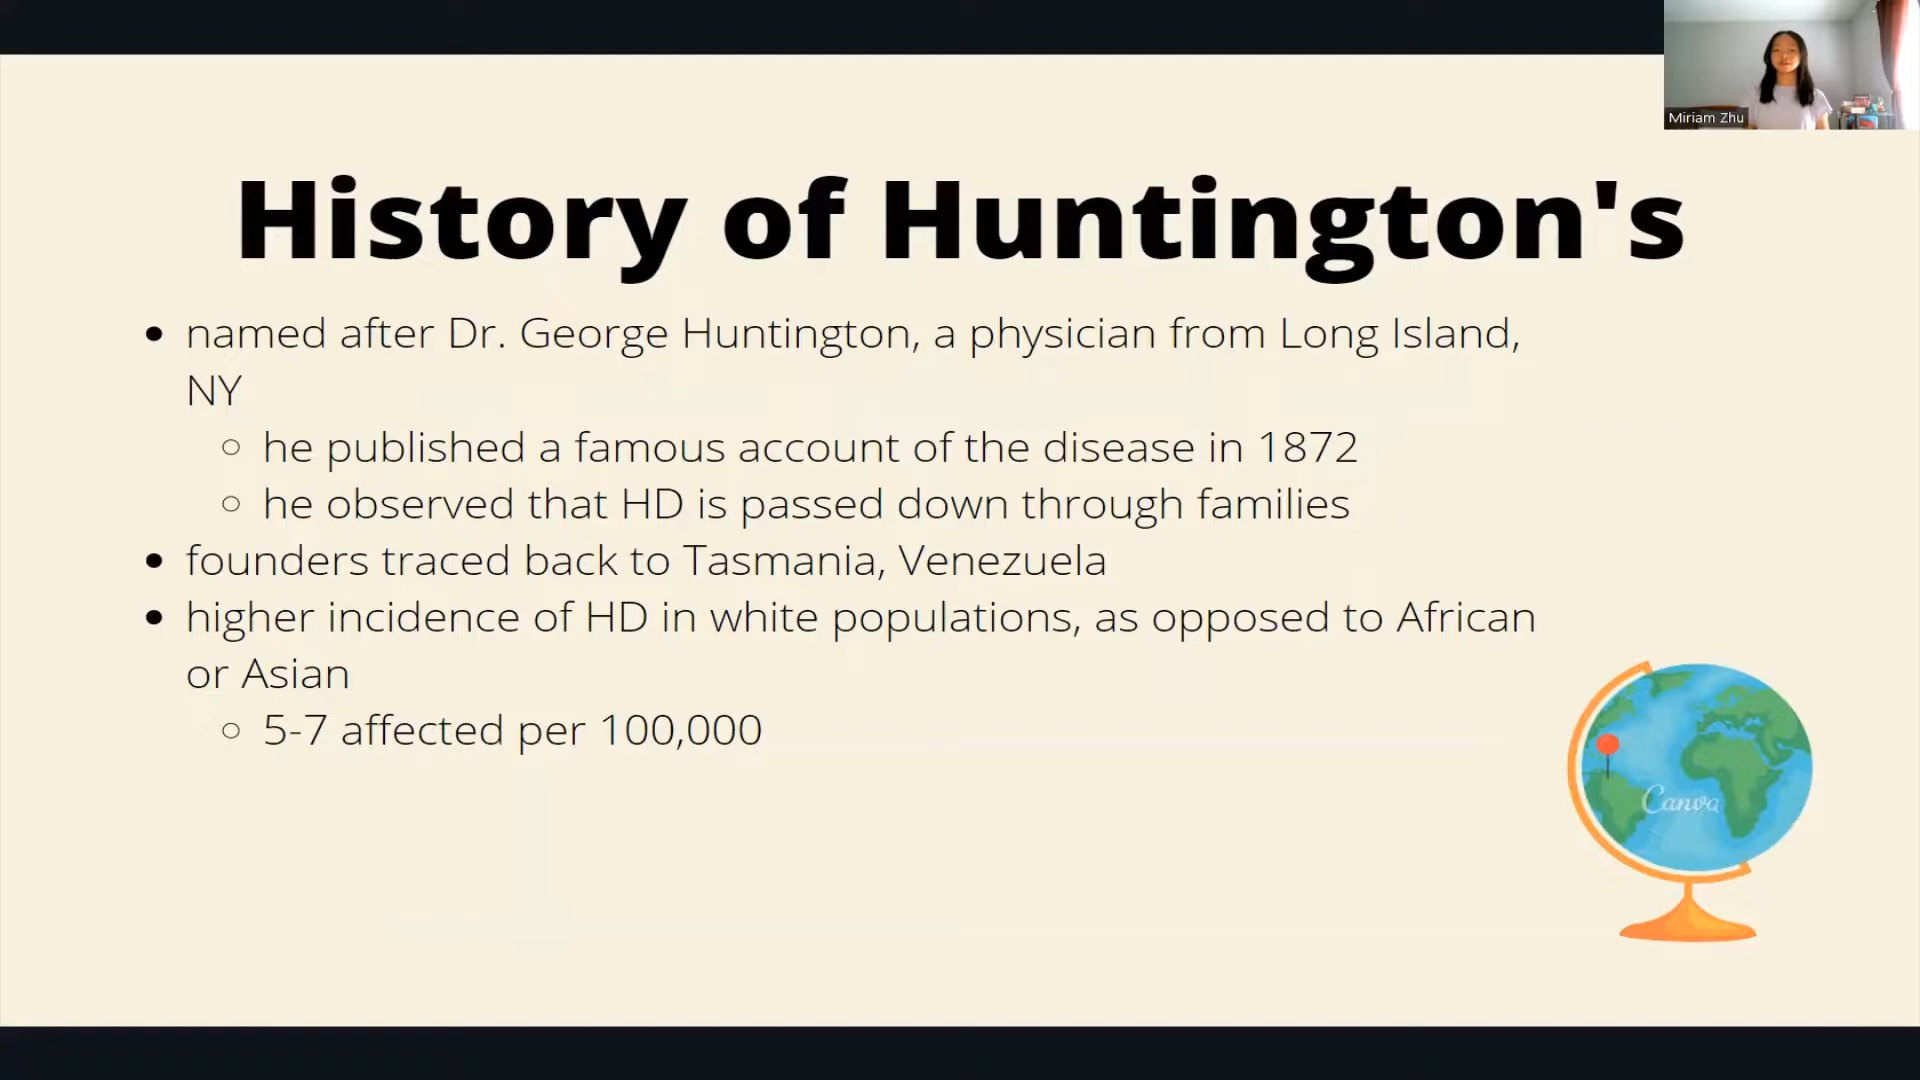 Miriam Zhu
History of Huntington's
• named after Dr. George Huntington, a physician from Long Island,
NY
○ he published a famous account of the disease in 1872
○ he observed that HD is passed down through families
• founders traced back to Tasmania, Venezuela
• higher incidence of HD in white populations, as opposed to African
or Asian
○ 5-7 affected per 100,000
Canva